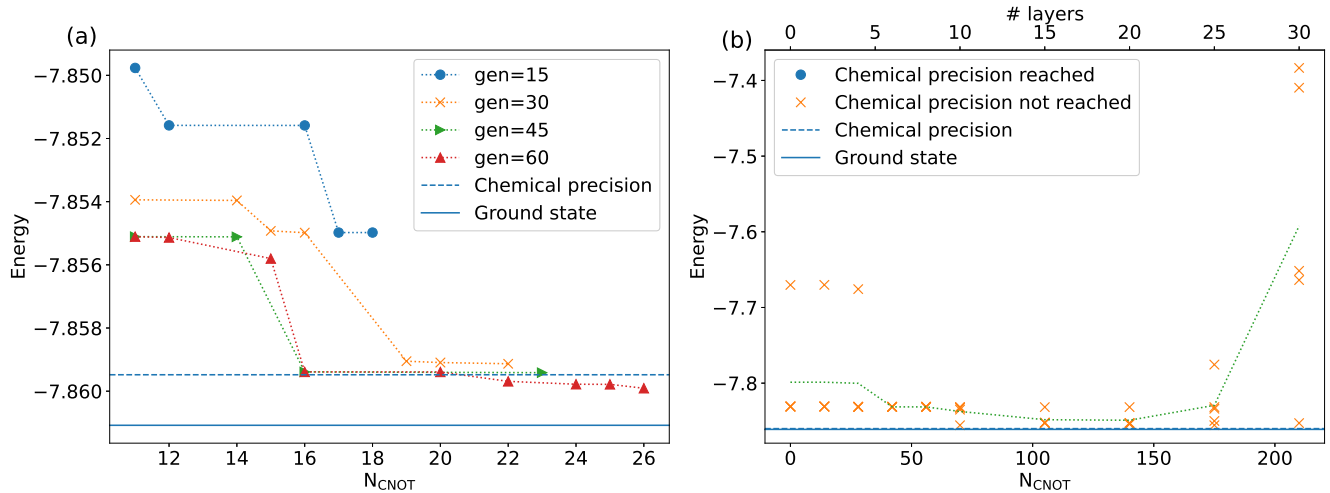 (a)
Energy
−7.850
−7.852
−7.854
−7.856
−7.858
−7.860
gen=15
gen=30
gen=45
gen=60
Chemical precision
Ground state
12 14 16 18 20 22 24 26
N_CNOT
(b)
# layers
0 5 10 15 20 25 30
Energy
−7.4
−7.5
−7.6
−7.7
−7.8
Chemical precision reached
Chemical precision not reached
Chemical precision
Ground state
0 50 100 150 200
N_CNOT